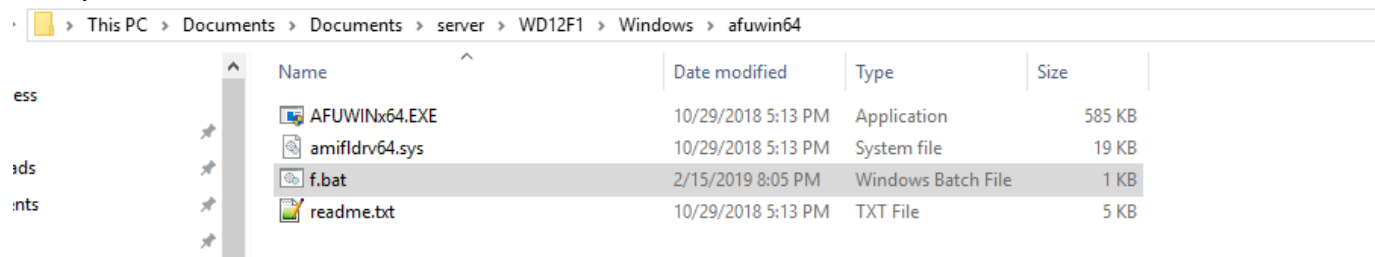 This PC > Documents > Documents > server > WD12F1 > Windows > afuwin64
Name Date modified Type Size
ess
AFUWINx64.EXE 10/29/2018 5:13 PM Application 585 KB
amifldrv64.sys 10/29/2018 5:13 PM System file 19 KB
ads
f.bat 2/15/2019 8:05 PM Windows Batch File 1 KB
ents
readme.txt 10/29/2018 5:13 PM TXT File 5 KB